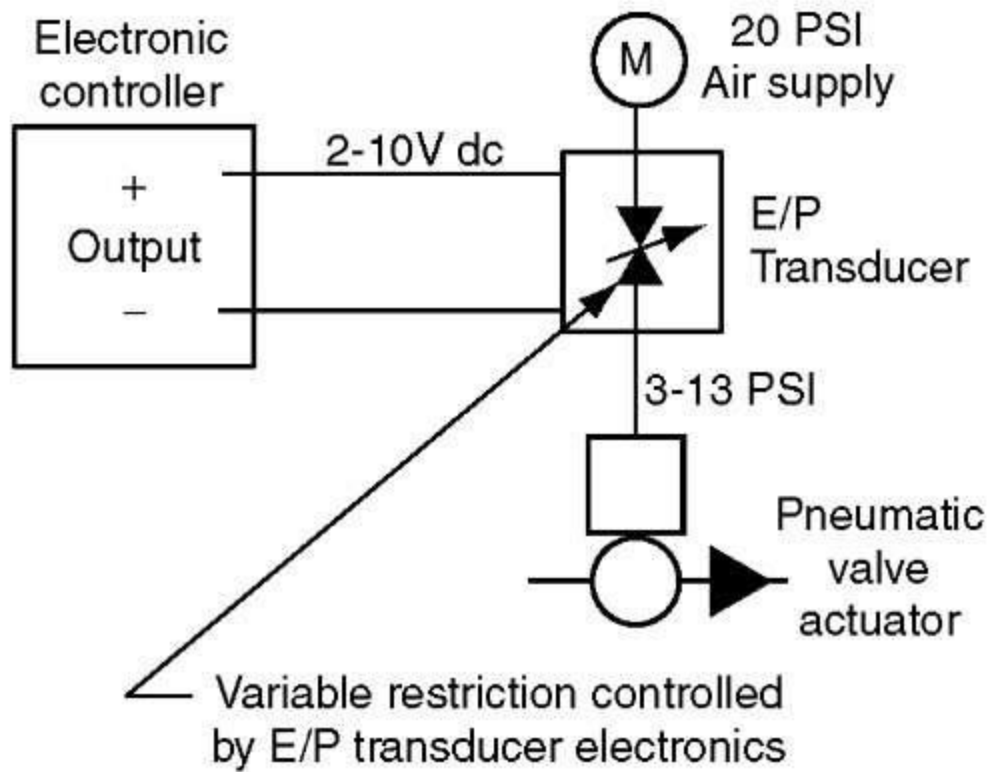 Electronic
controller
+
Output
−
2-10V dc
M
20 PSI
Air supply
E/P
Transducer
3-13 PSI
Pneumatic
valve
actuator
Variable restriction controlled
by E/P transducer electronics